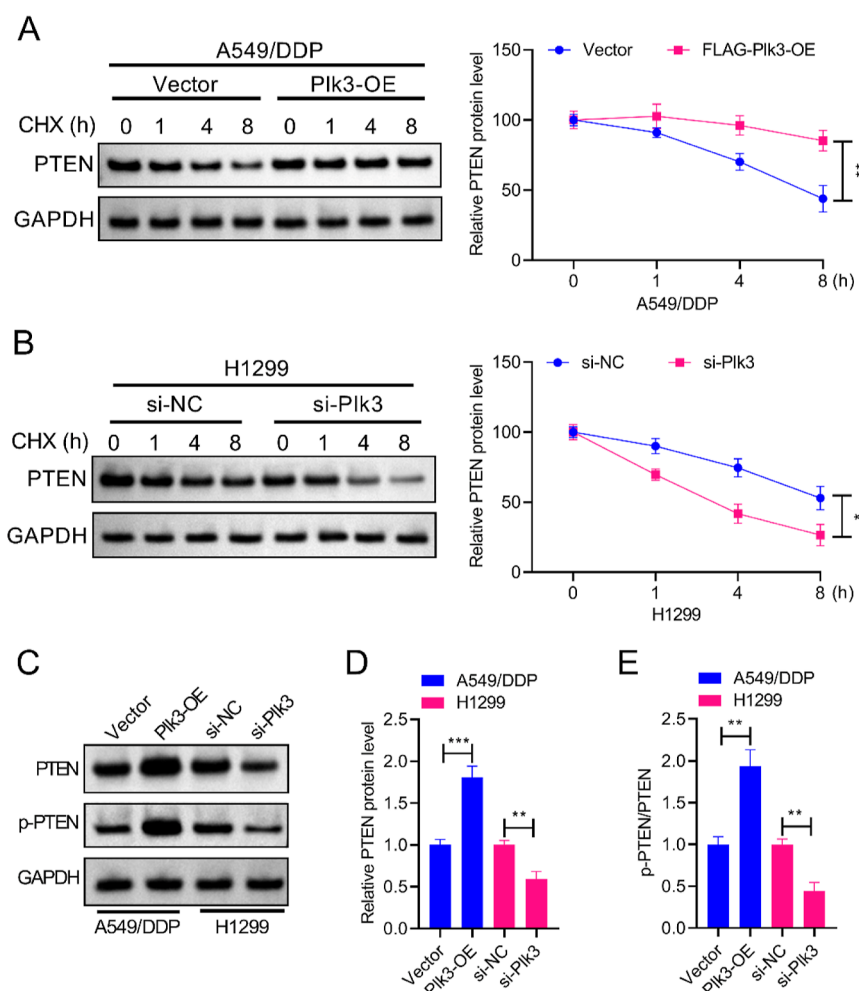 A
A549/DDP
Vector Plk3-OE
CHX (h) 0 1 4 8 0 1 4 8
PTEN
GAPDH
Vector FLAG-Plk3-OE
Relative PTEN protein level
150
100
50
0
**
0 1 4 8 (h)
A549/DDP
B
H1299
si-NC si-Plk3
CHX (h) 0 1 4 8 0 1 4 8
PTEN
GAPDH
si-NC si-Plk3
Relative PTEN protein level
150
100
50
0
*
0 1 4 8 (h)
H1299
C
Vector Plk3-OE si-NC si-Plk3
PTEN
p-PTEN
GAPDH
A549/DDP H1299
D
A549/DDP
H1299
Relative PTEN protein level
2.5
2.0
1.5
1.0
0.5
0.0
***
**
Vector Plk3-OE si-NC si-Plk3
E
A549/DDP
H1299
p-PTEN/PTEN
2.5
2.0
1.5
1.0
0.5
0.0
**
**
Vector Plk3-OE si-NC si-Plk3